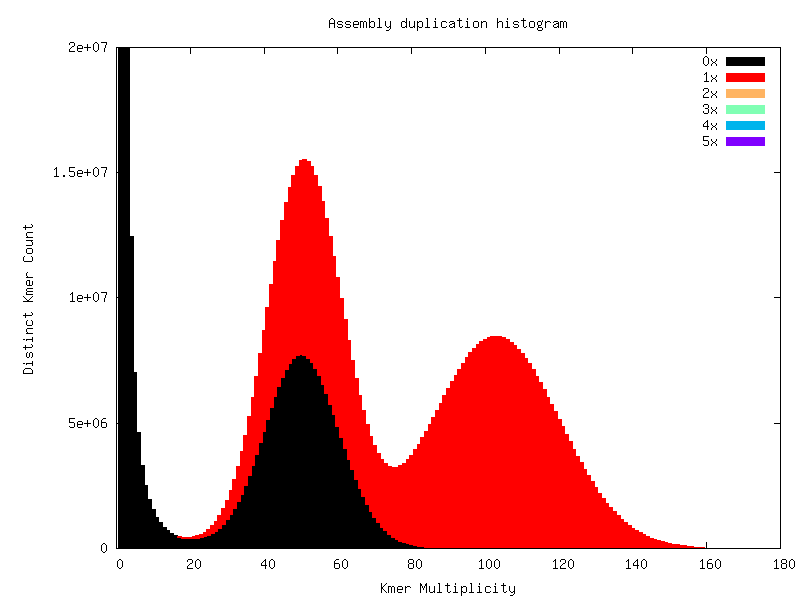 Assembly duplication histogram
2e+07
1.5e+07
1e+07
5e+06
0
Distinct Kmer Count
0x
1x
2x
3x
4x
5x
0 20 40 60 80 100 120 140 160 180
Kmer Multiplicity